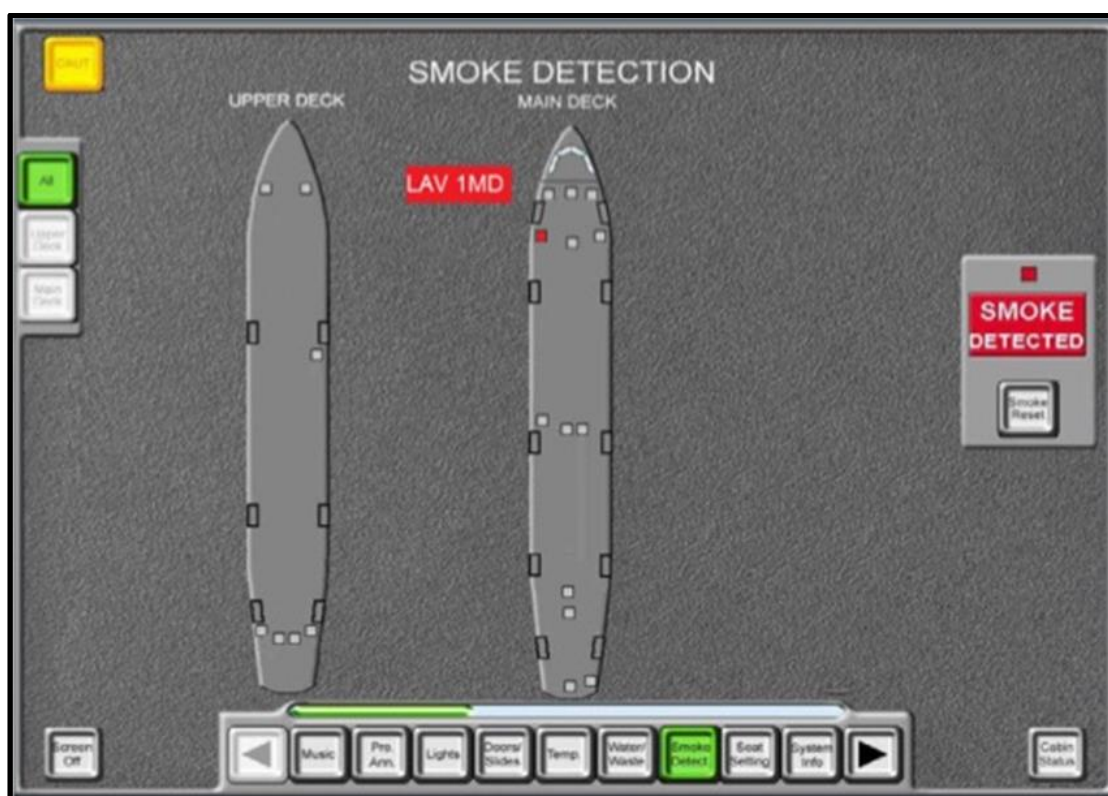 CAUT
SMOKE DETECTION
UPPER DECK
MAIN DECK
LAV 1MD
All
Upper
Deck
Main
Deck
SMOKE
DETECTED
Smoke
Reset
Screen
Off
Music
Pre.
Ann.
Lights
Doors/
Slides
Temp.
Water/
Waste
Smoke
Detect.
Seat
Setting
System
Info
Cabin
Status